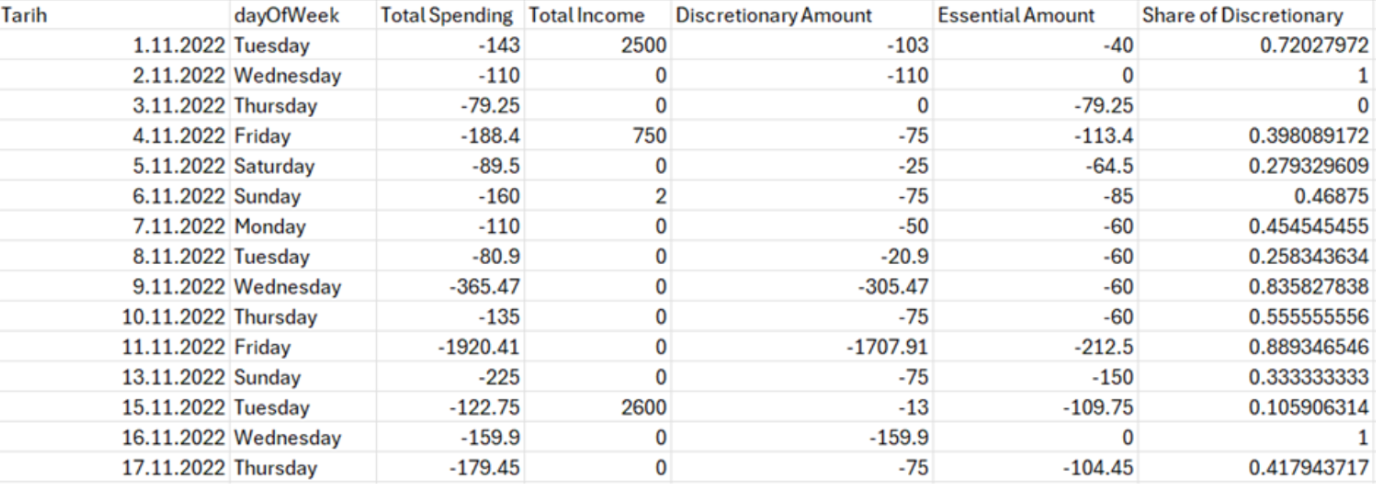 Tarih dayOfWeek Total Spending Total Income Discretionary Amount Essential Amount Share of Discretionary
1.11.2022 Tuesday -143 2500 -103 -40 0.72027972
2.11.2022 Wednesday -110 0 -110 0 1
3.11.2022 Thursday -79.25 0 0 -79.25 0
4.11.2022 Friday -188.4 750 -75 -113.4 0.398089172
5.11.2022 Saturday -89.5 0 -25 -64.5 0.279329609
6.11.2022 Sunday -160 2 -75 -85 0.46875
7.11.2022 Monday -110 0 -50 -60 0.454545455
8.11.2022 Tuesday -80.9 0 -20.9 -60 0.258343634
9.11.2022 Wednesday -365.47 0 -305.47 -60 0.835827838
10.11.2022 Thursday -135 0 -75 -60 0.555555556
11.11.2022 Friday -1920.41 0 -1707.91 -212.5 0.889346546
13.11.2022 Sunday -225 0 -75 -150 0.333333333
15.11.2022 Tuesday -122.75 2600 -13 -109.75 0.105906314
16.11.2022 Wednesday -159.9 0 -159.9 0 1
17.11.2022 Thursday -179.45 0 -75 -104.45 0.417943717